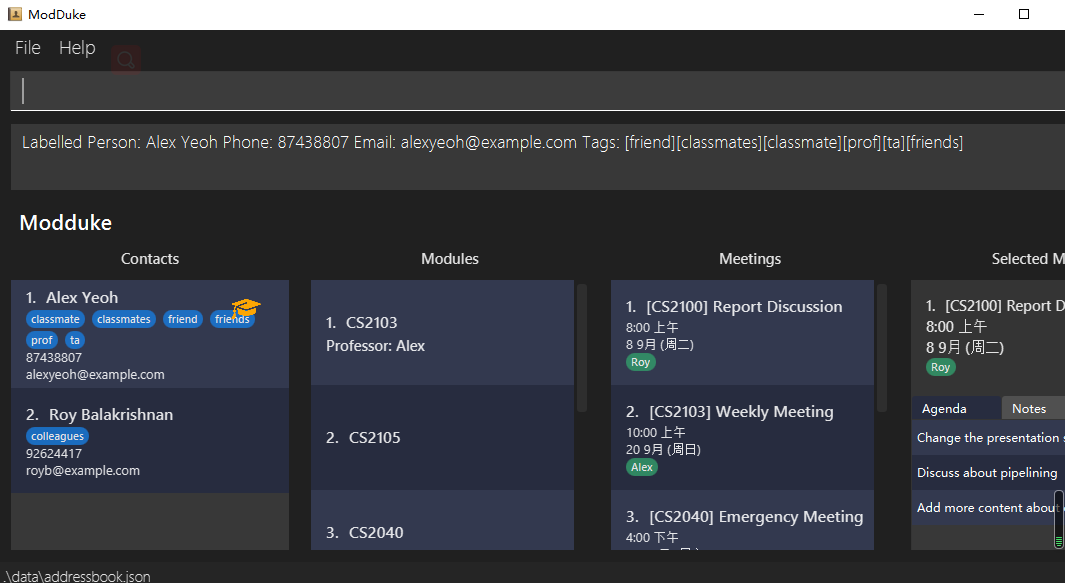 ModDuke
File Help
Labelled Person: Alex Yeoh Phone: 87438807 Email: alexyeoh@example.com Tags: [friend][classmates][classmate][prof][ta][friends]
Modduke
Contacts
1. Alex Yeoh
classmate classmates friend friends
prof ta
87438807
alexyeoh@example.com
2. Roy Balakrishnan
colleagues
92624417
royb@example.com
Modules
1. CS2103
Professor: Alex
2. CS2105
3. CS2040
Meetings
1. [CS2100] Report Discussion
8:00 上午
8 9月 (周二)
Roy
2. [CS2103] Weekly Meeting
10:00 上午
20 9月 (周日)
Alex
3. [CS2040] Emergency Meeting
4:00 下午
Selected M
1. [CS2100] Report D
8:00 上午
8 9月 (周二)
Roy
Agenda Notes
Change the presentation s
Discuss about pipelining
Add more content about
.\data\addressbook.json